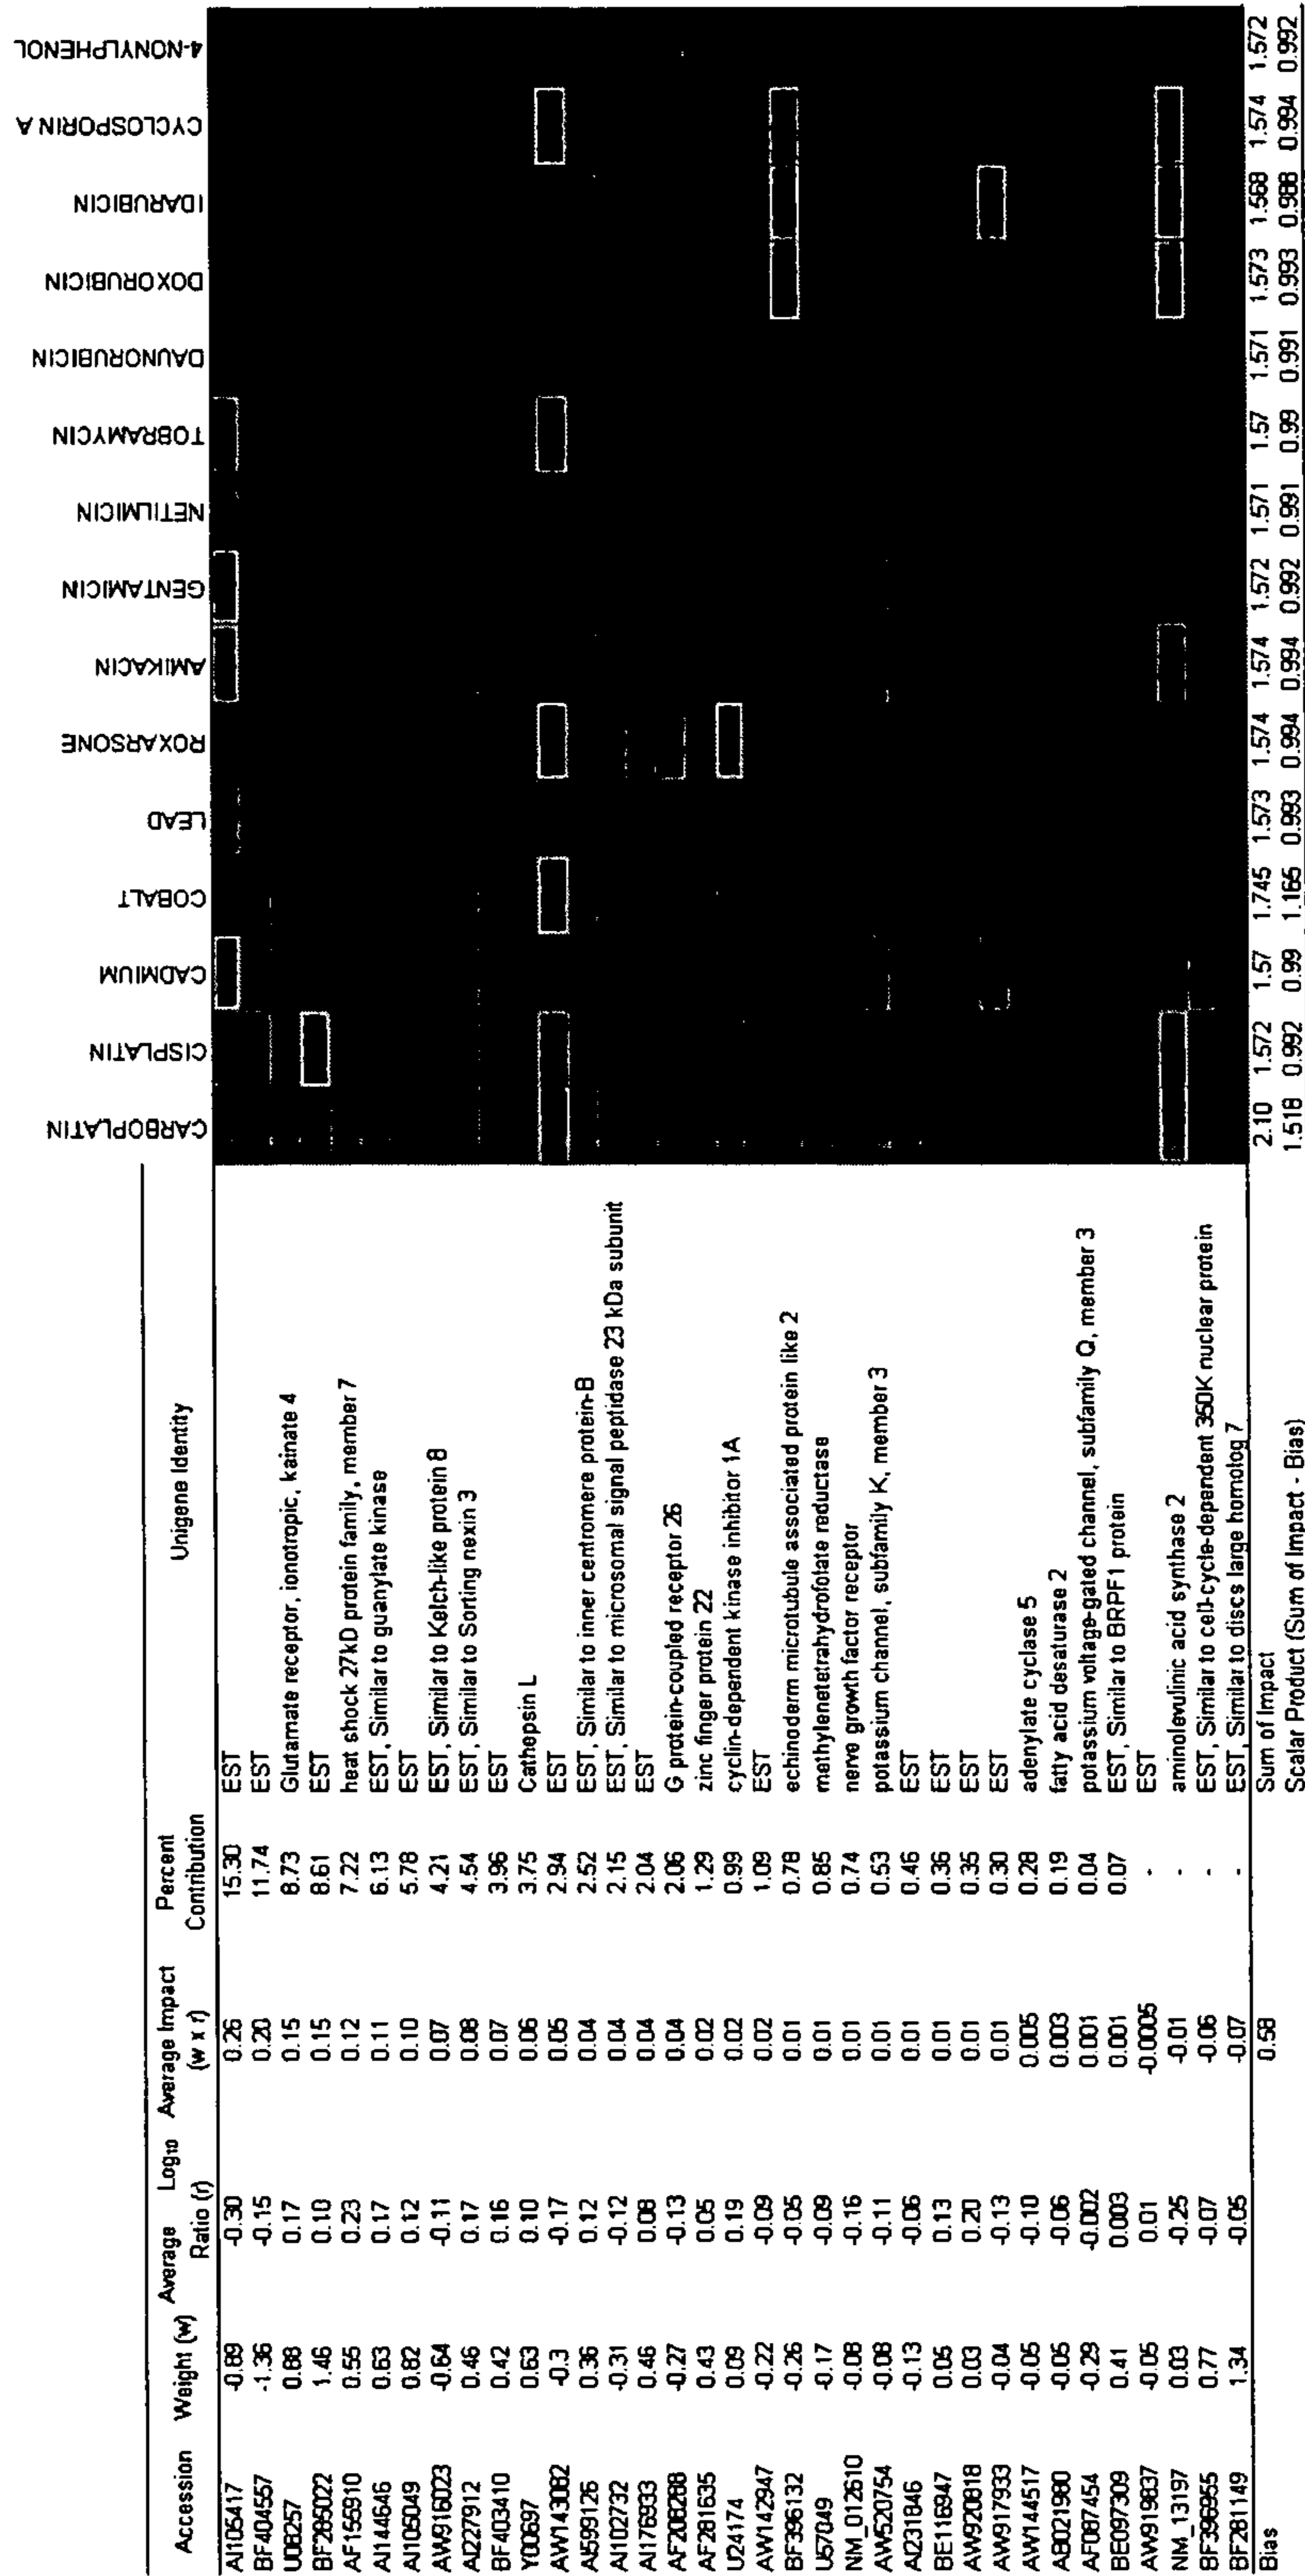 CARBOPLATIN CISPLATIN CADMIUM COBALT LEAD ROXARSONE AMIKACIN GENTAMICIN NETILMICIN TOBRAMYCIN DAUNORUBICIN DOXORUBICIN IDARUBICIN CYCLOSPORIN A 4-NONYLPHENOL
Accession Weight (w) Average Log10 Ratio (r) Average Impact (w x r) Percent Contribution Unigene Identity
AI105417 -0.89 -0.30 0.26 15.30 EST
BF404557 -1.36 -0.15 0.20 11.74 EST
U08257 0.88 0.17 0.15 8.73 Glutamate receptor, ionotropic, kainate 4
BF285022 1.46 0.10 0.15 8.61 EST
AF155910 0.55 0.23 0.12 7.22 heat shock 27kD protein family, member 7
AI144646 0.63 0.17 0.11 6.13 EST, Similar to guanylate kinase
AI105049 0.82 0.12 0.10 5.78 EST
AW916023 -0.64 -0.11 0.07 4.21 EST, Similar to Kelch-like protein 8
AI227912 0.46 0.17 0.08 4.54 EST, Similar to Sorting nexin 3
BF403410 0.42 0.16 0.07 3.96 EST
Y00697 0.63 0.10 0.06 3.75 Cathepsin L
AW143082 -0.3 -0.17 0.05 2.94 EST
AI599126 0.36 0.12 0.04 2.52 EST, Similar to inner centromere protein-B
AI102732 -0.31 -0.12 0.04 2.15 EST, Similar to microsomal signal peptidase 23 kDa subunit
AI176933 0.46 0.08 0.04 2.04 EST
AF208288 -0.27 -0.13 0.04 2.06 G protein-coupled receptor 26
AF281635 0.43 0.05 0.02 1.29 zinc finger protein 22
U24174 0.09 0.19 0.02 0.99 cyclin-dependent kinase inhibitor 1A
AW142947 -0.22 -0.09 0.02 1.09 EST
BF396132 -0.26 -0.05 0.01 0.78 echinoderm microtubule associated protein like 2
U57049 -0.17 -0.09 0.01 0.85 methylenetetrahydrofolate reductase
NM_012610 -0.08 -0.16 0.01 0.74 nerve growth factor receptor
AW520754 -0.08 -0.11 0.01 0.53 potassium channel, subfamily K, member 3
AI231846 -0.13 -0.06 0.01 0.46 EST
BE116947 0.05 0.13 0.01 0.36 EST
AW920818 0.03 0.20 0.01 0.35 EST
AW917933 -0.04 -0.13 0.01 0.30 EST
AW144517 -0.05 -0.10 0.005 0.28 adenylate cyclase 5
AB021980 -0.05 -0.06 0.003 0.19 fatty acid desaturase 2
AF087454 -0.29 -0.002 0.001 0.04 potassium voltage-gated channel, subfamily Q, member 3
BE097309 0.41 0.003 0.001 0.07 EST, Similar to BRPF1 protein
AW919837 -0.05 0.01 -0.0005 - EST
NM_13197 0.03 -0.25 -0.01 - aminolevulinic acid synthase 2
BF396955 0.77 -0.07 -0.06 - EST, Similar to cell-cycle-dependent 350K nuclear protein
BF281149 1.34 -0.05 -0.07 - EST, Similar to discs large homolog 7
Bias 0.58 Sum of Impact 2.10 1.572 1.57 1.745 1.573 1.574 1.574 1.572 1.571 1.57 1.571 1.573 1.568 1.574 1.572
Scalar Product (Sum of Impact - Bias) 1.518 0.992 0.99 1.165 0.993 0.994 0.994 0.992 0.991 0.99 0.991 0.993 0.988 0.994 0.992